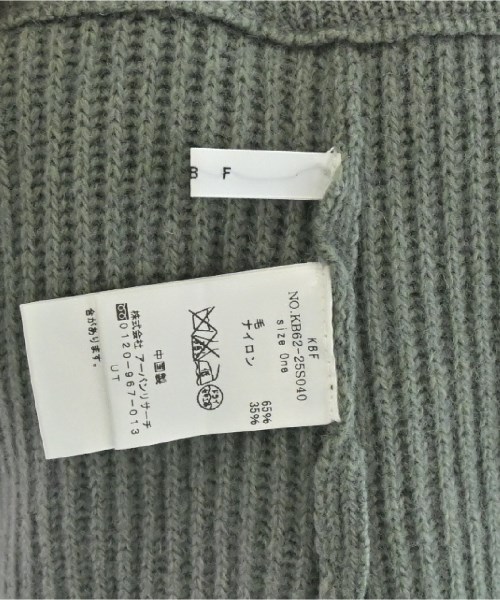 B F
KBF
NO.KB62-25S040
size One
毛 65%
ナイロン 35%
中国製
株式会社 アーバンリサーチ
0120-967-013
UT
合があります。